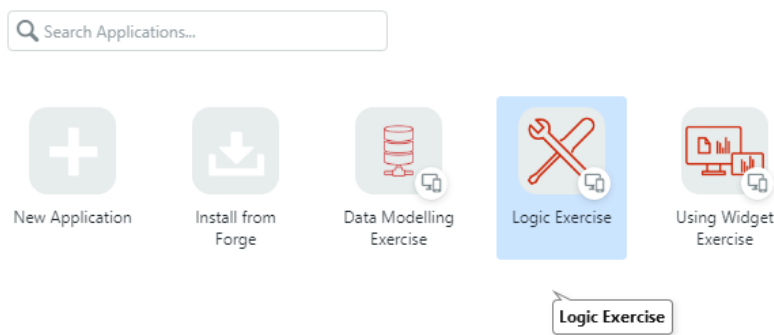 Search Applications...
New Application
Install from
Forge
Data Modelling
Exercise
Logic Exercise
Using Widget
Exercise
Logic Exercise